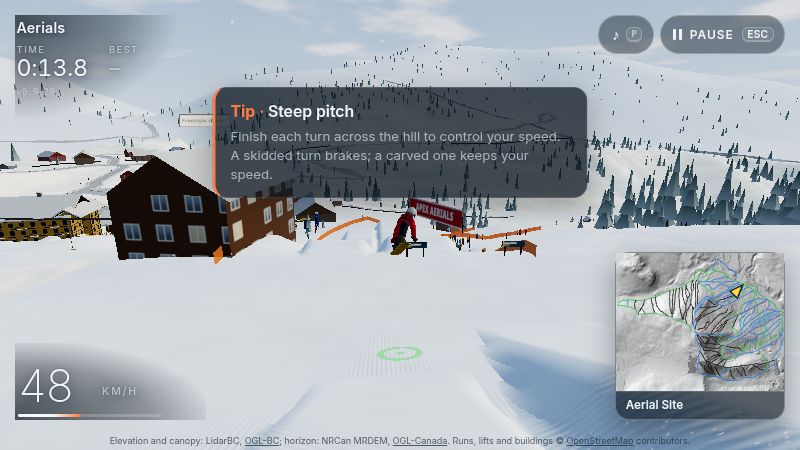 Aerials
TIME
BEST
0:13.8
—
♪ P
PAUSE ESC
Tip · Steep pitch
Finish each turn across the hill to control your speed.
A skidded turn brakes; a carved one keeps your
speed.
APEX AERIALS
48 KM/H
Aerial Site
Elevation and canopy: LidarBC, OGL-BC; horizon: NRCan MRDEM, OGL-Canada. Runs, lifts and buildings © OpenStreetMap contributors.